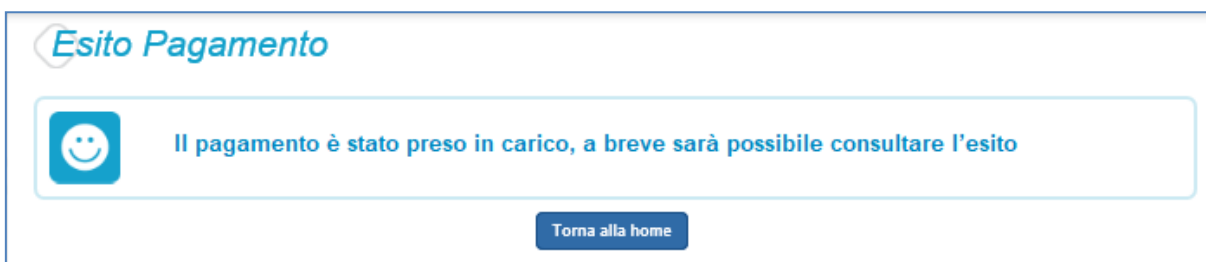 Esito Pagamento
Il pagamento è stato preso in carico, a breve sarà possibile consultare l’esito
Torna alla home